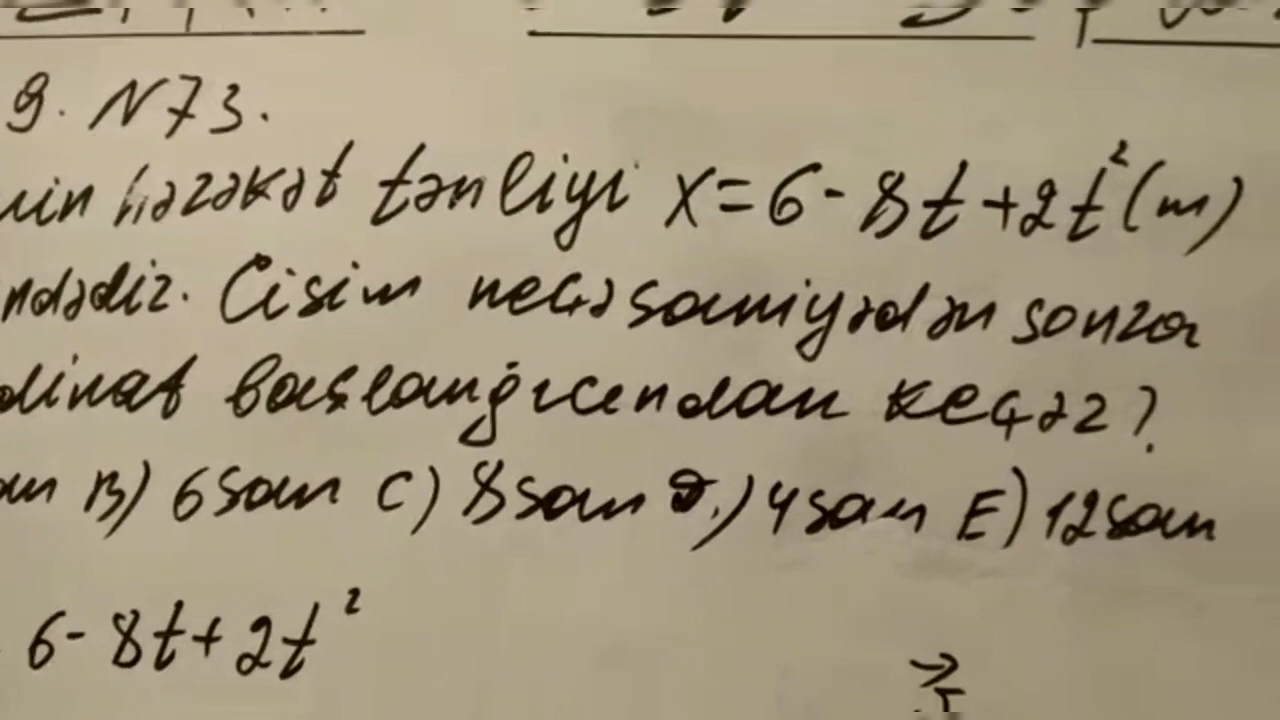 9. N73.
hərəkət tənliyi x=6-8t+2t²(m)
Cisim neçə saniyədən sonra
başlanğıcından keçər?
B) 6san C) 8san D.) 4san E) 12san
6-8t+2t²